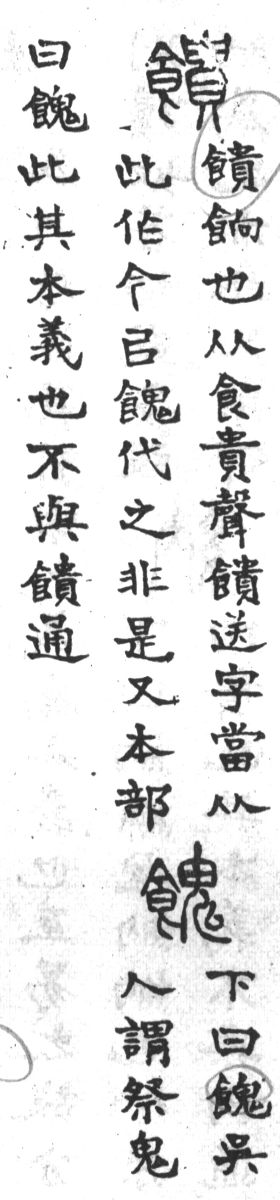 饋
饋餉也从食貴聲饋送字當从
此作今㠯餽代之非是又本部
餽
下曰餽吳
人謂祭鬼
曰餽此其本義也不與饋通